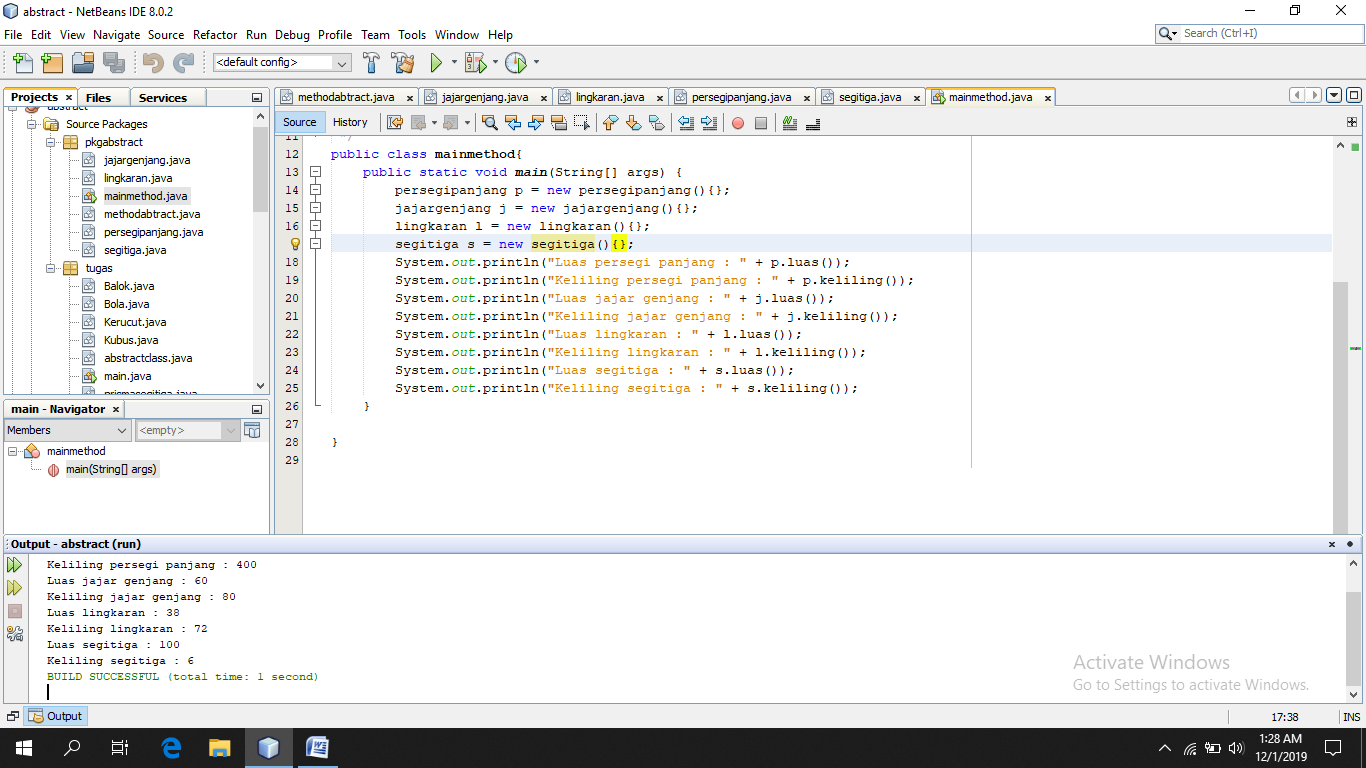 abstract - NetBeans IDE 8.0.2
File Edit View Navigate Source Refactor Run Debug Profile Team Tools Window Help
Search (Ctrl+I)
<default config>
Projects Files Services
abstract
Source Packages
pkgabstract
jajargenjang.java
lingkaran.java
mainmethod.java
methodabtract.java
persegipanjang.java
segitiga.java
tugas
Balok.java
Bola.java
Kerucut.java
Kubus.java
abstractclass.java
main.java
prismasegitiga.java
main - Navigator
Members <empty>
mainmethod
main(String[] args)
methodabtract.java jajargenjang.java lingkaran.java persegipanjang.java segitiga.java mainmethod.java
Source History
11 */
12 public class mainmethod{
13 public static void main(String[] args) {
14 persegipanjang p = new persegipanjang(){};
15 jajargenjang j = new jajargenjang(){};
16 lingkaran l = new lingkaran(){};
segitiga s = new segitiga(){};
18 System.out.println("Luas persegi panjang : " + p.luas());
19 System.out.println("Keliling persegi panjang : " + p.keliling());
20 System.out.println("Luas jajar genjang : " + j.luas());
21 System.out.println("Keliling jajar genjang : " + j.keliling());
22 System.out.println("Luas lingkaran : " + l.luas());
23 System.out.println("Keliling lingkaran : " + l.keliling());
24 System.out.println("Luas segitiga : " + s.luas());
25 System.out.println("Keliling segitiga : " + s.keliling());
26 }
27
28 }
29
Output - abstract (run)
Keliling persegi panjang : 400
Luas jajar genjang : 60
Keliling jajar genjang : 80
Luas lingkaran : 38
Keliling lingkaran : 72
Luas segitiga : 100
Keliling segitiga : 6
BUILD SUCCESSFUL (total time: 1 second)
Activate Windows
Go to Settings to activate Windows.
Output
17:38 INS
1:28 AM
12/1/2019